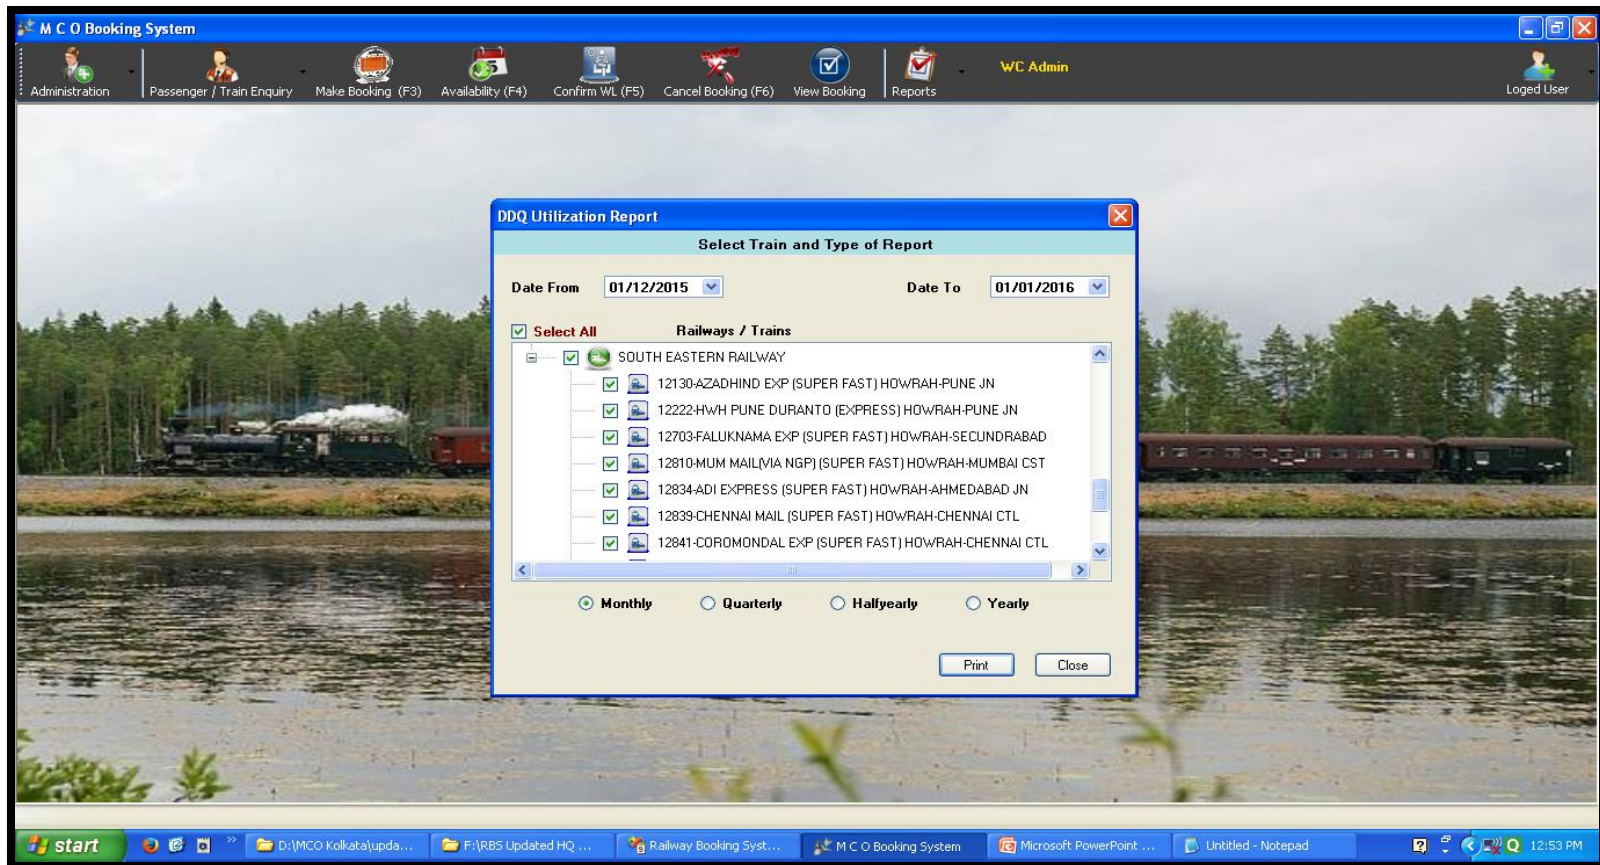 M C O Booking System
Administration
Passenger / Train Enquiry
Make Booking (F3)
Availability (F4)
Confirm WL (F5)
Cancel Booking (F6)
View Booking
Reports
WC Admin
Loged User
DDQ Utilization Report
Select Train and Type of Report
Date From 01/12/2015 Date To 01/01/2016
Select All Railways / Trains
SOUTH EASTERN RAILWAY
12130-AZADHIND EXP (SUPER FAST) HOWRAH-PUNE JN
12222-HWH PUNE DURANTO (EXPRESS) HOWRAH-PUNE JN
12703-FALUKNAMA EXP (SUPER FAST) HOWRAH-SECUNDRABAD
12810-MUM MAIL(VIA NGP) (SUPER FAST) HOWRAH-MUMBAI CST
12834-ADI EXPRESS (SUPER FAST) HOWRAH-AHMEDABAD JN
12839-CHENNAI MAIL (SUPER FAST) HOWRAH-CHENNAI CTL
12841-COROMONDAL EXP (SUPER FAST) HOWRAH-CHENNAI CTL
Monthly Quarterly Halfyearly Yearly
Print Close
start
D:\MCO Kolkata\upda...
F:\RBS Updated HQ ...
Railway Booking Syst...
M C O Booking System
Microsoft PowerPoint ...
Untitled - Notepad
12:53 PM